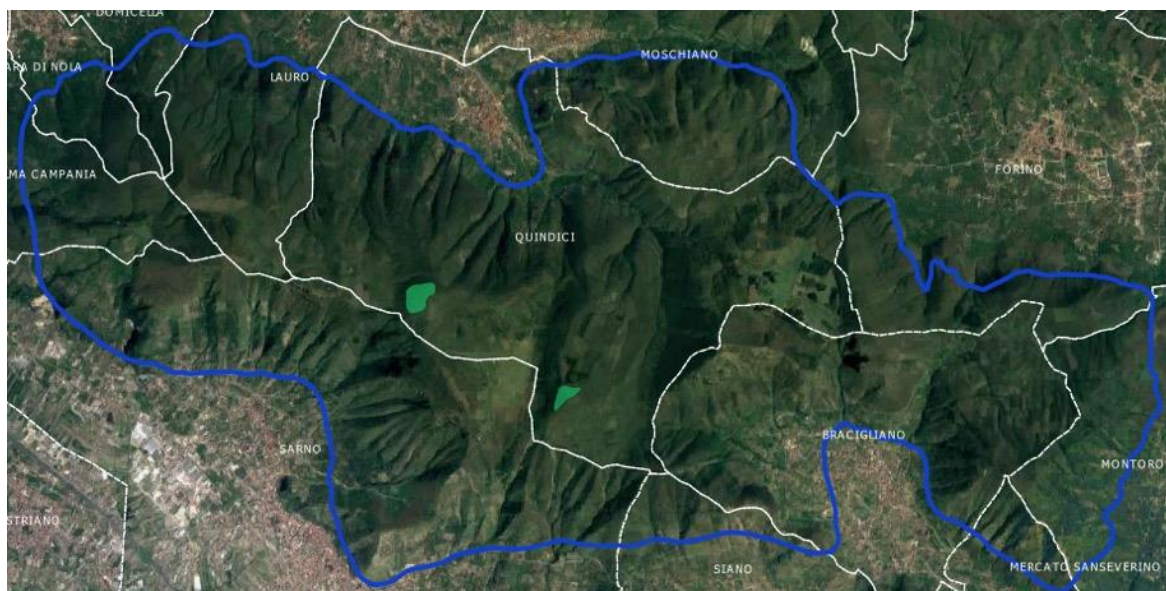 DOMICELLA
ARA DI NOLA
LAURO
MOSCHIANO
MA CAMPANIA
FORINO
QUINDICI
SARNO
BRACIGLIANO
MONTORO
STRIANO
SIANO
MERCATO SANSEVERINO